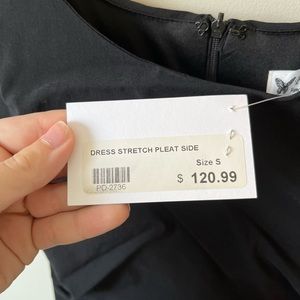 DRESS STRETCH PLEAT SIDE
Size S
PD-2736
$ 120.99